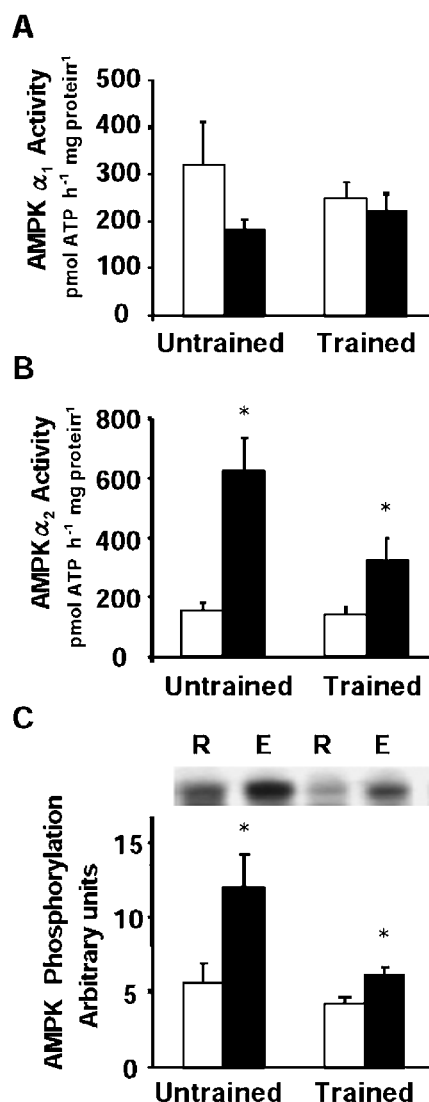 A
AMPK α₁ Activity
pmol ATP h⁻¹ mg protein⁻¹
500
400
300
200
100
0
Untrained Trained
B
AMPKα₂ Activity
pmol ATP h⁻¹ mg protein⁻¹
800
600
400
200
0
*
*
Untrained Trained
C
R E R E
AMPK Phosphorylation
Arbitrary units
15
10
5
0
*
*
Untrained Trained